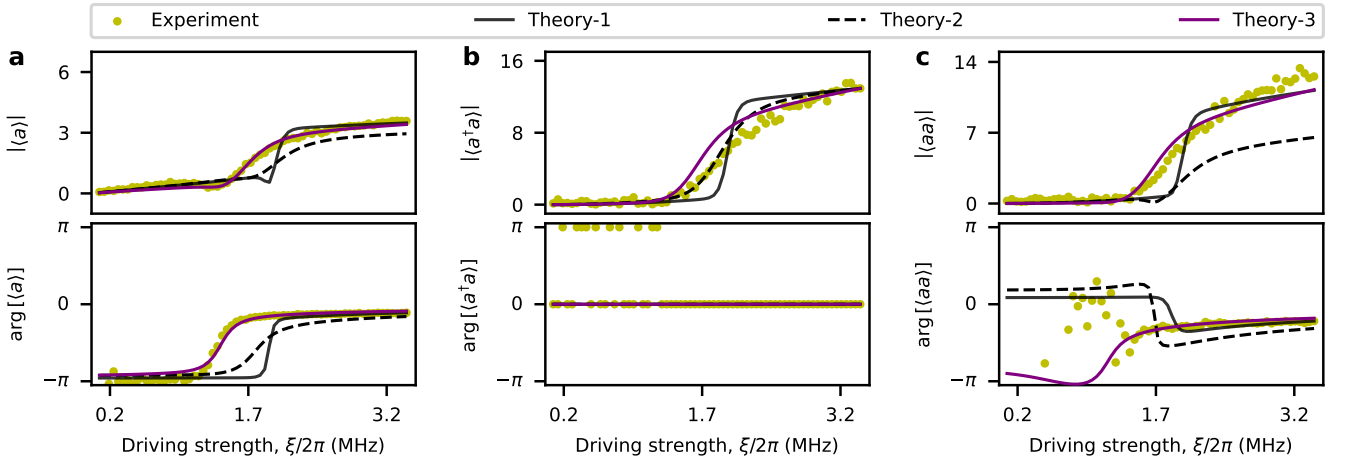 Experiment Theory-1 Theory-2 Theory-3
a b c
|⟨a⟩| 6 3 0
|⟨a†a⟩| 16 8 0
|⟨aa⟩| 14 7 0
arg [⟨a⟩] π 0 −π
arg [⟨a†a⟩] π 0 −π
arg [⟨aa⟩] π 0 −π
0.2 1.7 3.2 0.2 1.7 3.2 0.2 1.7 3.2
Driving strength, ξ/2π (MHz) Driving strength, ξ/2π (MHz) Driving strength, ξ/2π (MHz)